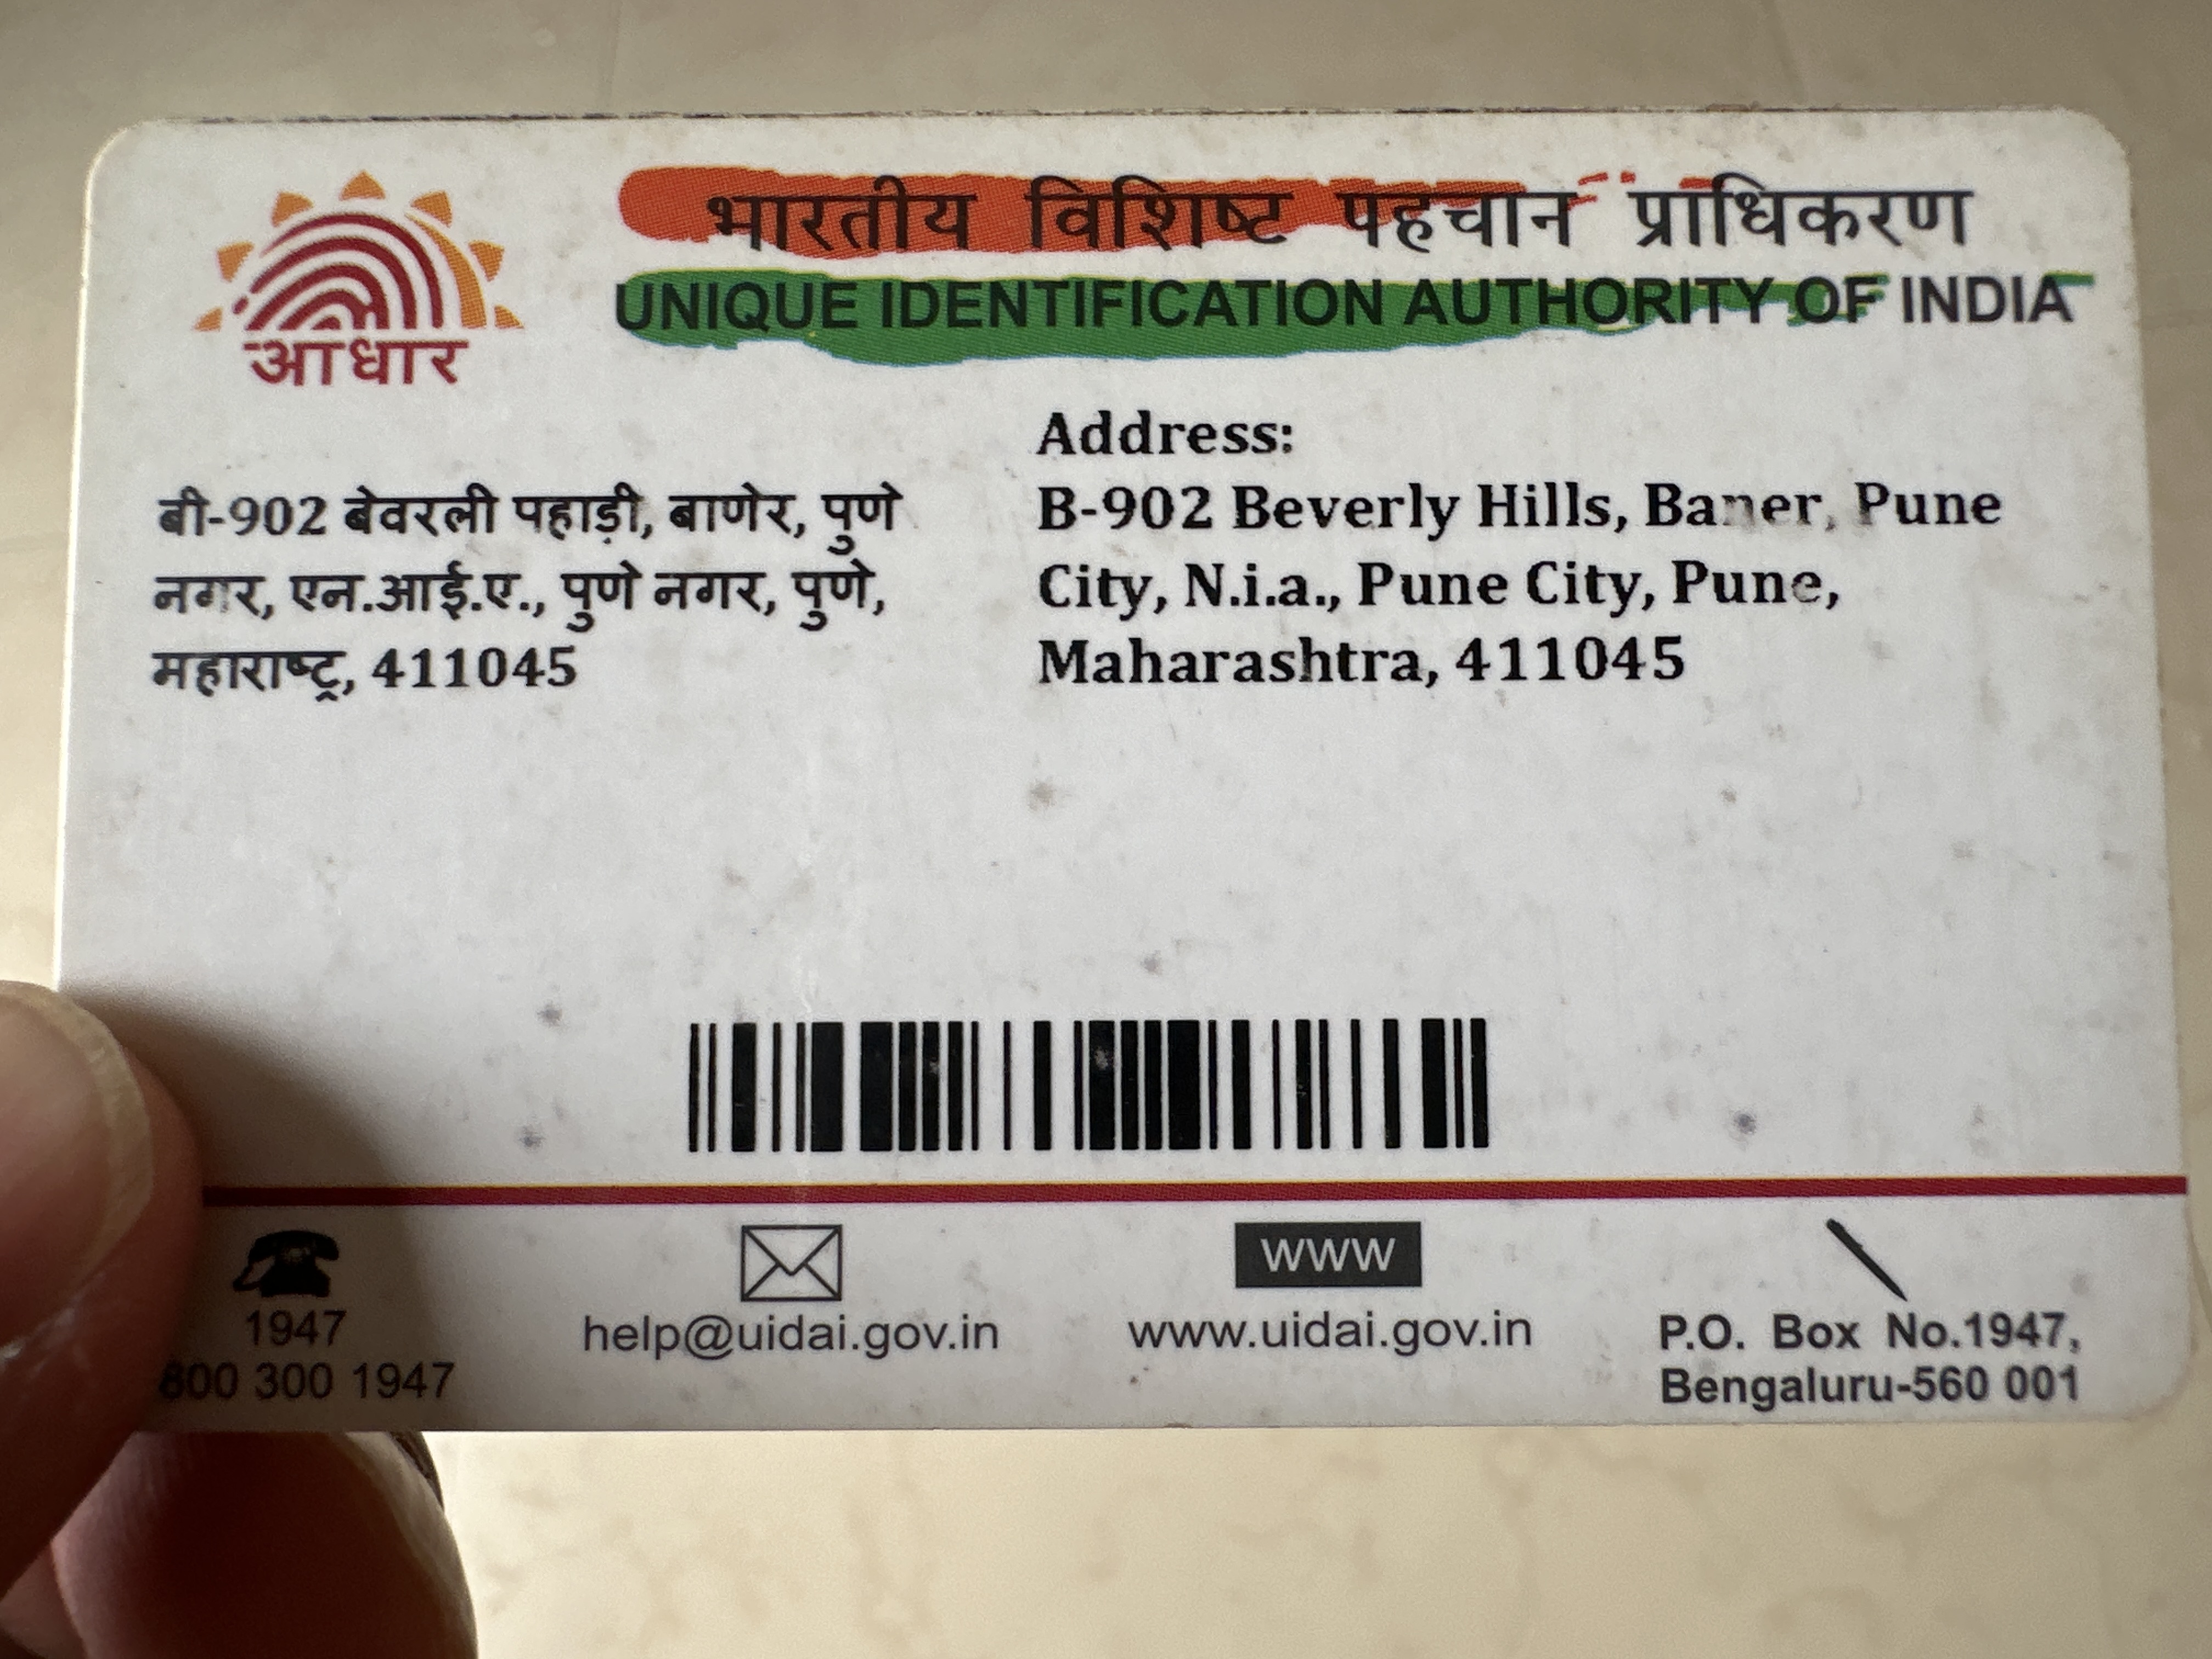 भारतीय विशिष्ट पहचान प्राधिकरण
UNIQUE IDENTIFICATION AUTHORITY OF INDIA
आधार
बी-902 बेवरली पहाड़ी, बाणेर, पुणे
नगर, एन.आई.ए., पुणे नगर, पुणे,
महाराष्ट्र, 411045
Address:
B-902 Beverly Hills, Baner, Pune
City, N.i.a., Pune City, Pune,
Maharashtra, 411045
1947
800 300 1947
help@uidai.gov.in
www
www.uidai.gov.in
P.O. Box No.1947,
Bengaluru-560 001